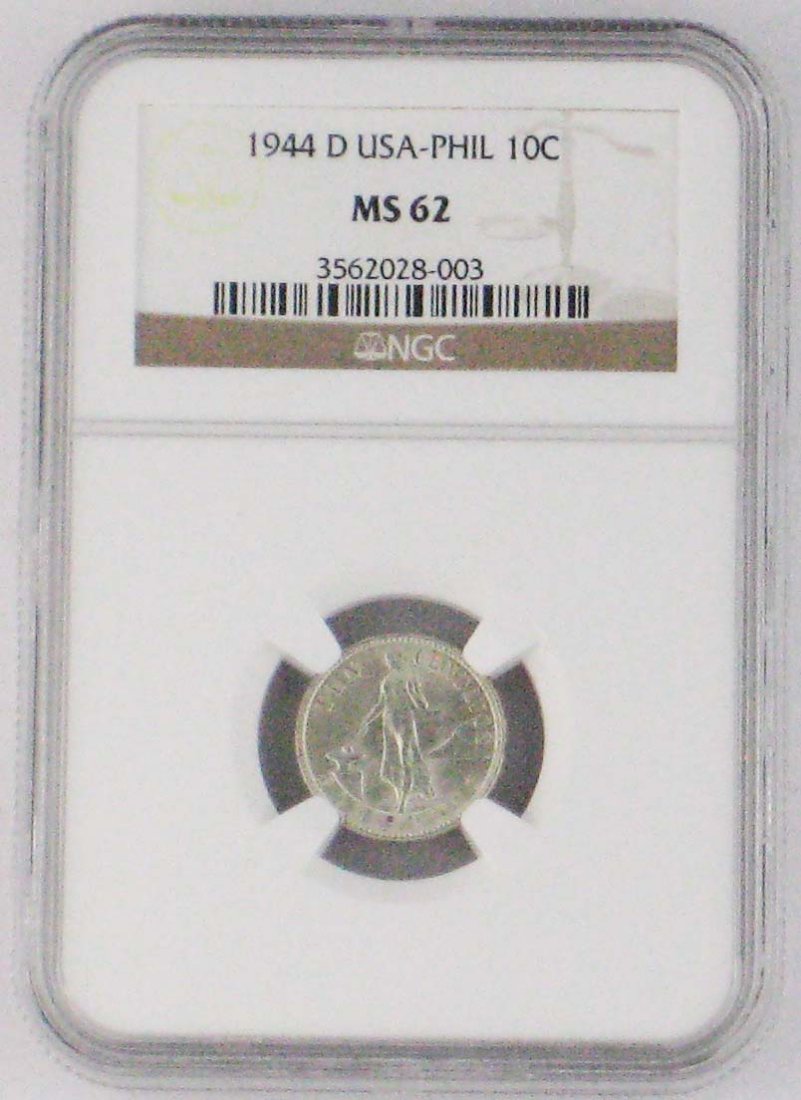 1944 D USA-PHIL 10C
MS 62
3562028-003
NGC